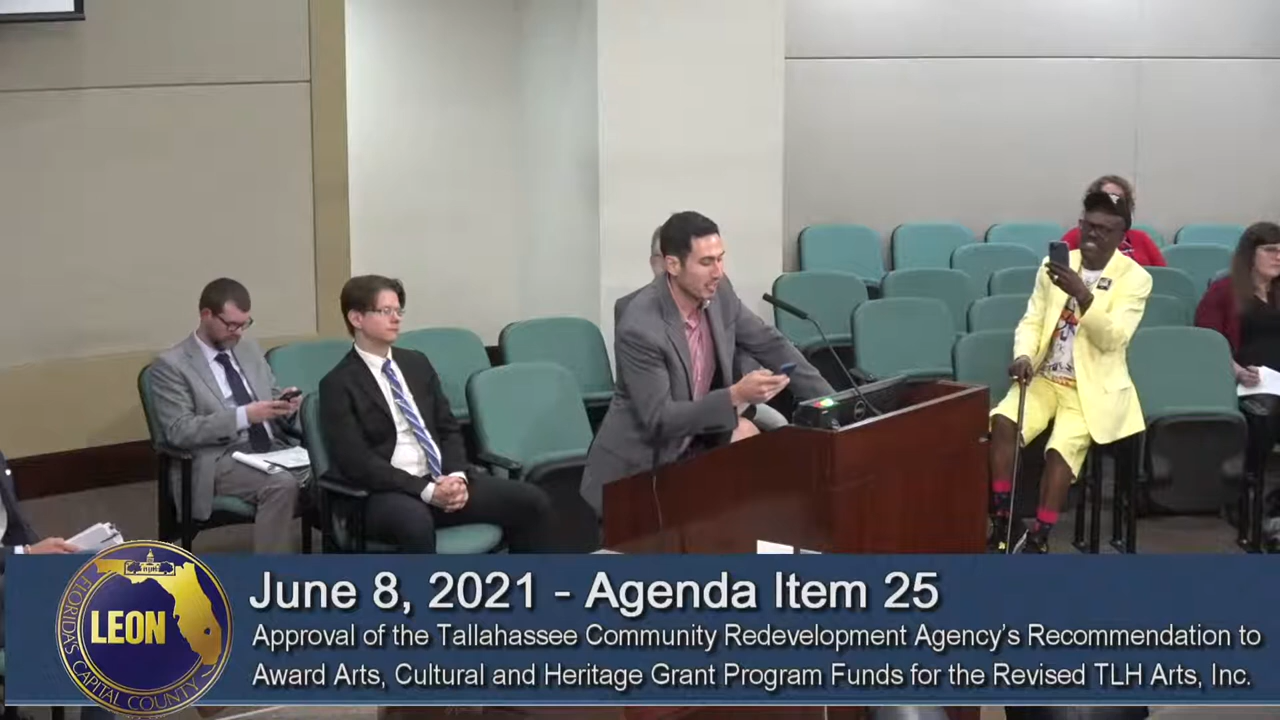 June 8, 2021 - Agenda Item 25
Approval of the Tallahassee Community Redevelopment Agency's Recommendation to
Award Arts, Cultural and Heritage Grant Program Funds for the Revised TLH Arts, Inc.
LEON
FLORIDA'S CAPITAL COUNTY